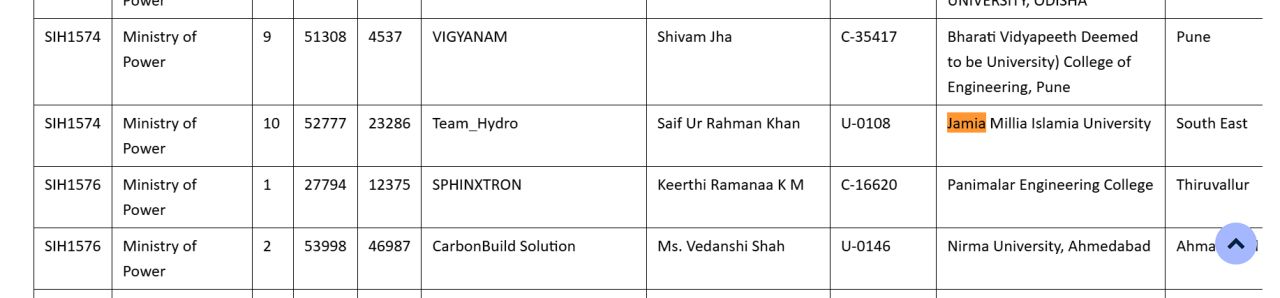 Power UNIVERSITY, ODISHA
SIH1574 Ministry of 9 51308 4537 VIGYANAM Shivam Jha C-35417 Bharati Vidyapeeth Deemed Pune
Power to be University) College of
Engineering, Pune
SIH1574 Ministry of 10 52777 23286 Team_Hydro Saif Ur Rahman Khan U-0108 Jamia Millia Islamia University South East
Power
SIH1576 Ministry of 1 27794 12375 SPHINXTRON Keerthi Ramanaa K M C-16620 Panimalar Engineering College Thiruvallur
Power
SIH1576 Ministry of 2 53998 46987 CarbonBuild Solution Ms. Vedanshi Shah U-0146 Nirma University, Ahmedabad
Power